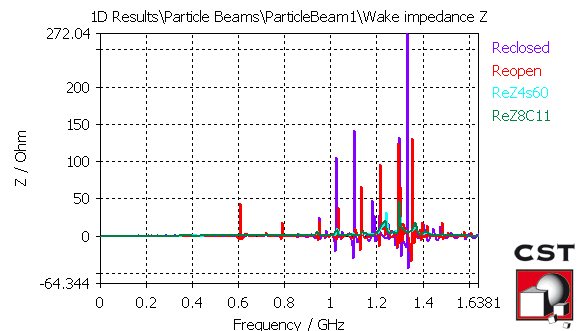 1D Results\Particle Beams\ParticleBeam1\Wake impedance Z
272.04
200
150
100
50
0
-64.344
Z / Ohm
0 0.2 0.4 0.6 0.8 1 1.2 1.4 1.6381
Frequency / GHz
Reclosed
Reopen
ReZ4s60
ReZ8C11
CST